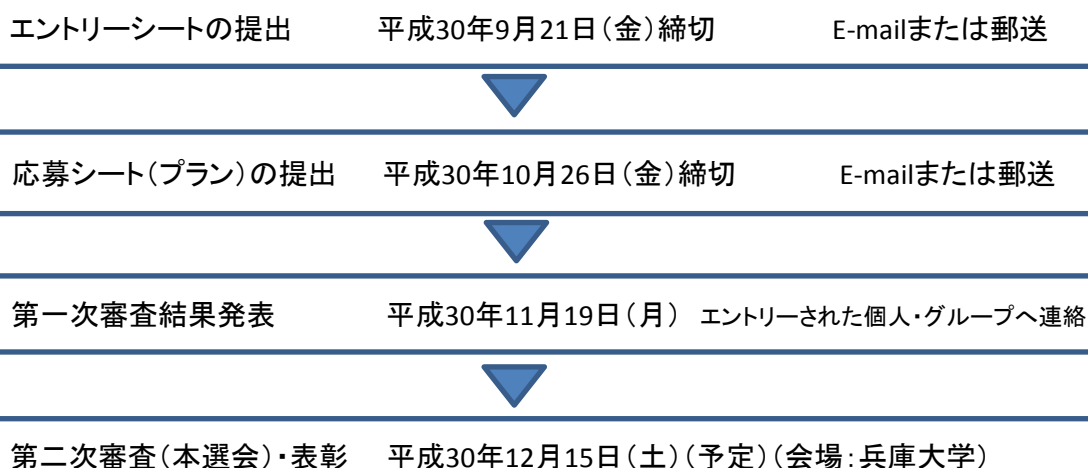 エントリーシートの提出　平成30年9月21日（金）締切　E-mailまたは郵送
応募シート（プラン）の提出　平成30年10月26日（金）締切　E-mailまたは郵送
第一次審査結果発表　平成30年11月19日（月）　エントリーされた個人・グループへ連絡
第二次審査（本選会）・表彰　平成30年12月15日（土）（予定）（会場：兵庫大学）